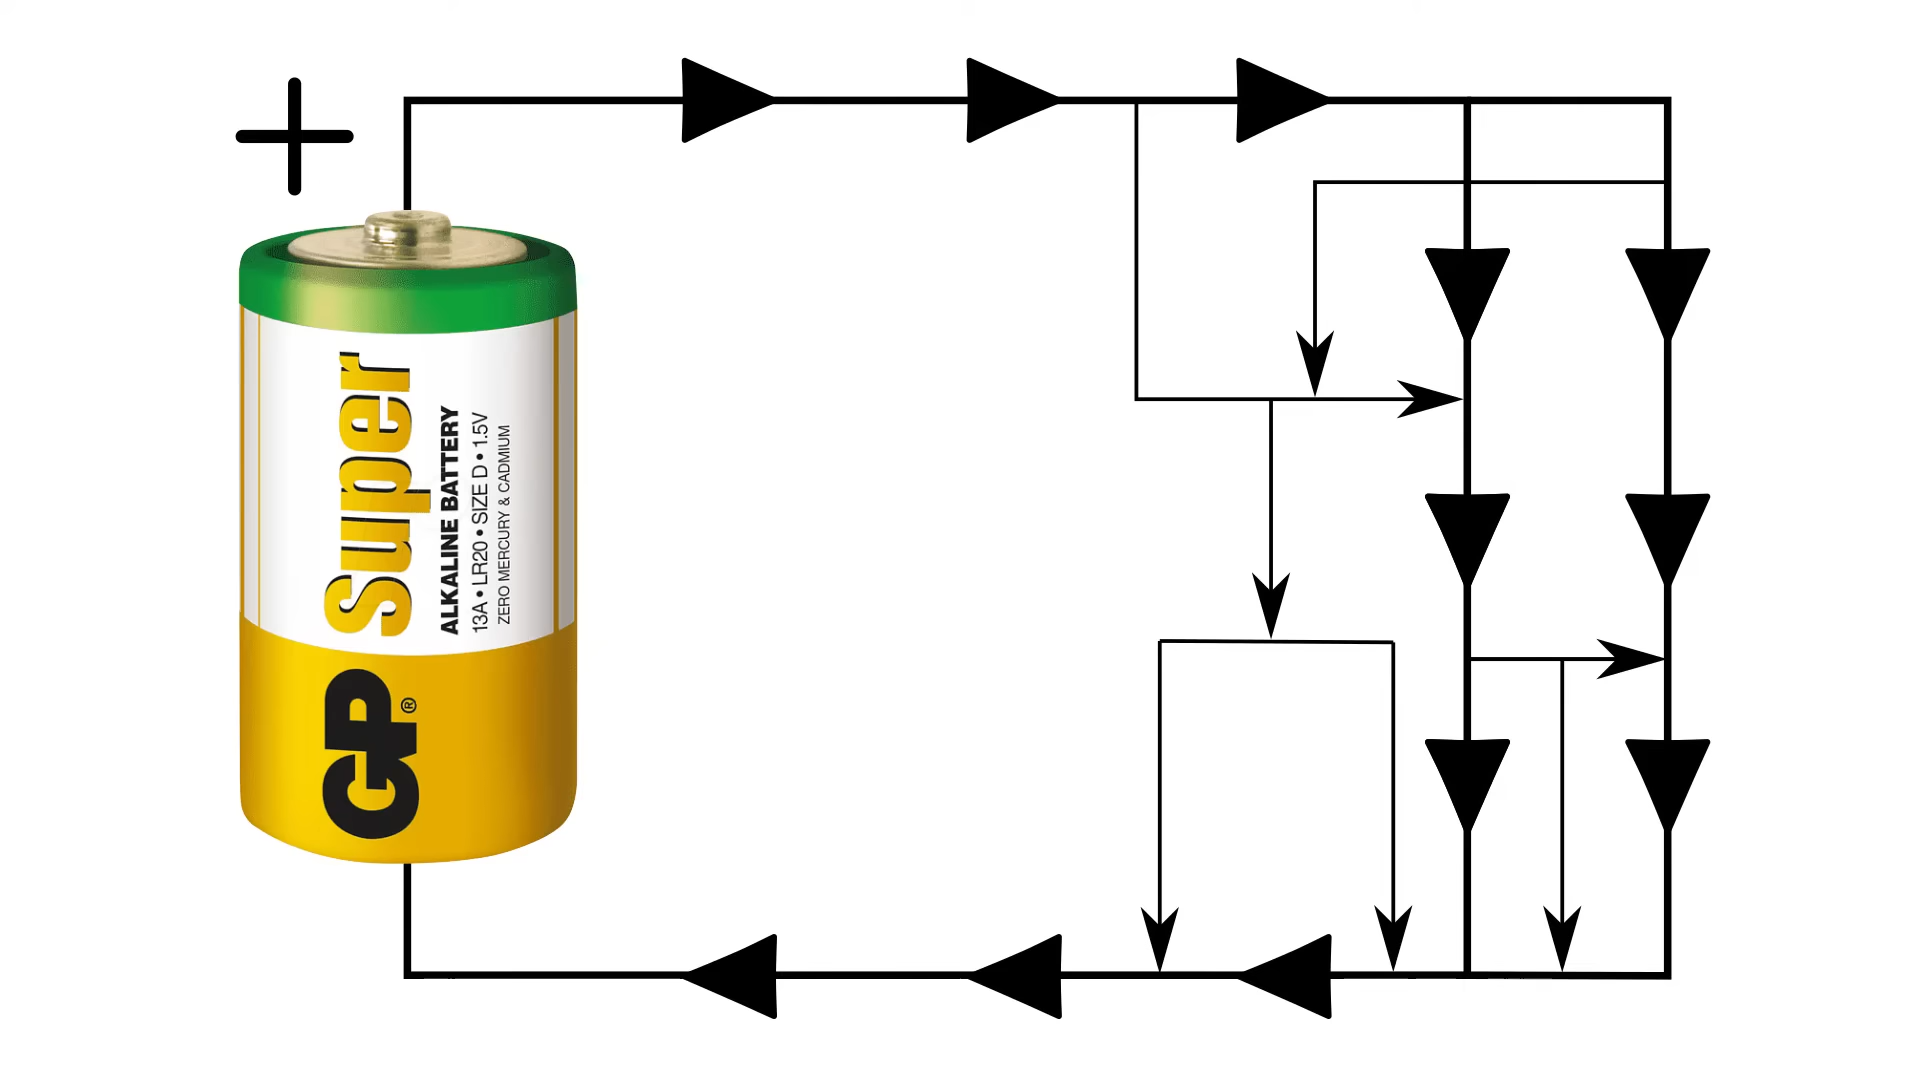 +
Super
ALKALINE BATTERY
13A • LR20 • SIZE D • 1.5V
ZERO MERCURY & CADMIUM
GP®